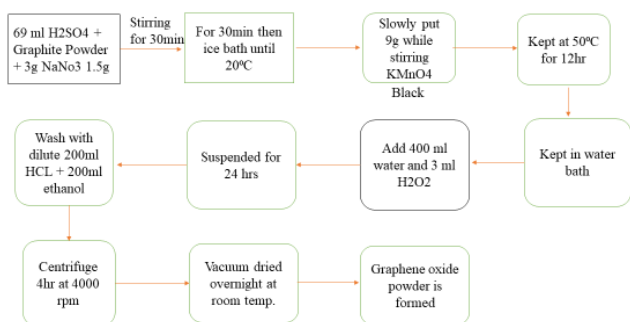 69 ml H2SO4 +
Graphite Powder
+ 3g NaNo3 1.5g
Stirring
for 30min
For 30min then
ice bath until
20⁰C
Slowly put
9g while
stirring
KMnO4
Black
Kept at 50⁰C
for 12hr
Kept in water
bath
Add 400 ml
water and 3 ml
H2O2
Suspended for
24 hrs
Wash with
dilute 200ml
HCL + 200ml
ethanol
Centrifuge
4hr at 4000
rpm
Vacuum dried
overnight at
room temp.
Graphene oxide
powder is
formed